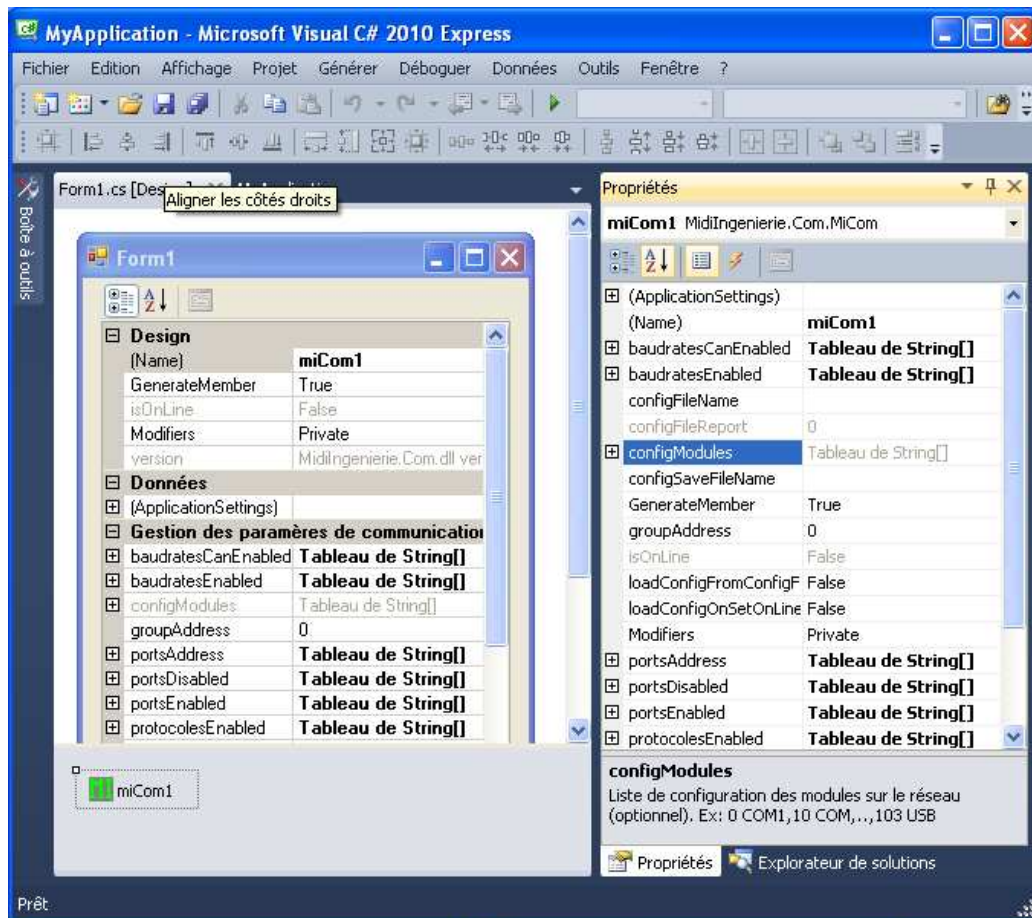 MyApplication - Microsoft Visual C# 2010 Express
Fichier Edition Affichage Projet Générer Déboguer Données Outils Fenêtre ?
Form1.cs [Des
Aligner les côtés droits
Boîte à outils
Form1
Design
(Name) miCom1
GenerateMember True
isOnLine False
Modifiers Private
version MidiIngenierie.Com.dll ver
Données
(ApplicationSettings)
Gestion des paramères de communication
baudratesCanEnabled Tableau de String[]
baudratesEnabled Tableau de String[]
configModules Tableau de String[]
groupAddress 0
portsAddress Tableau de String[]
portsDisabled Tableau de String[]
portsEnabled Tableau de String[]
protocolesEnabled Tableau de String[]
miCom1
Propriétés
miCom1 MidiIngenierie.Com.MiCom
(ApplicationSettings)
(Name) miCom1
baudratesCanEnabled Tableau de String[]
baudratesEnabled Tableau de String[]
configFileName
configFileReport 0
configModules Tableau de String[]
configSaveFileName
GenerateMember True
groupAddress 0
isOnLine False
loadConfigFromConfigF False
loadConfigOnSetOnLine False
Modifiers Private
portsAddress Tableau de String[]
portsDisabled Tableau de String[]
portsEnabled Tableau de String[]
protocolesEnabled Tableau de String[]
configModules
Liste de configuration des modules sur le réseau
(optionnel). Ex: 0 COM1,10 COM,..,103 USB
Propriétés Explorateur de solutions
Prêt